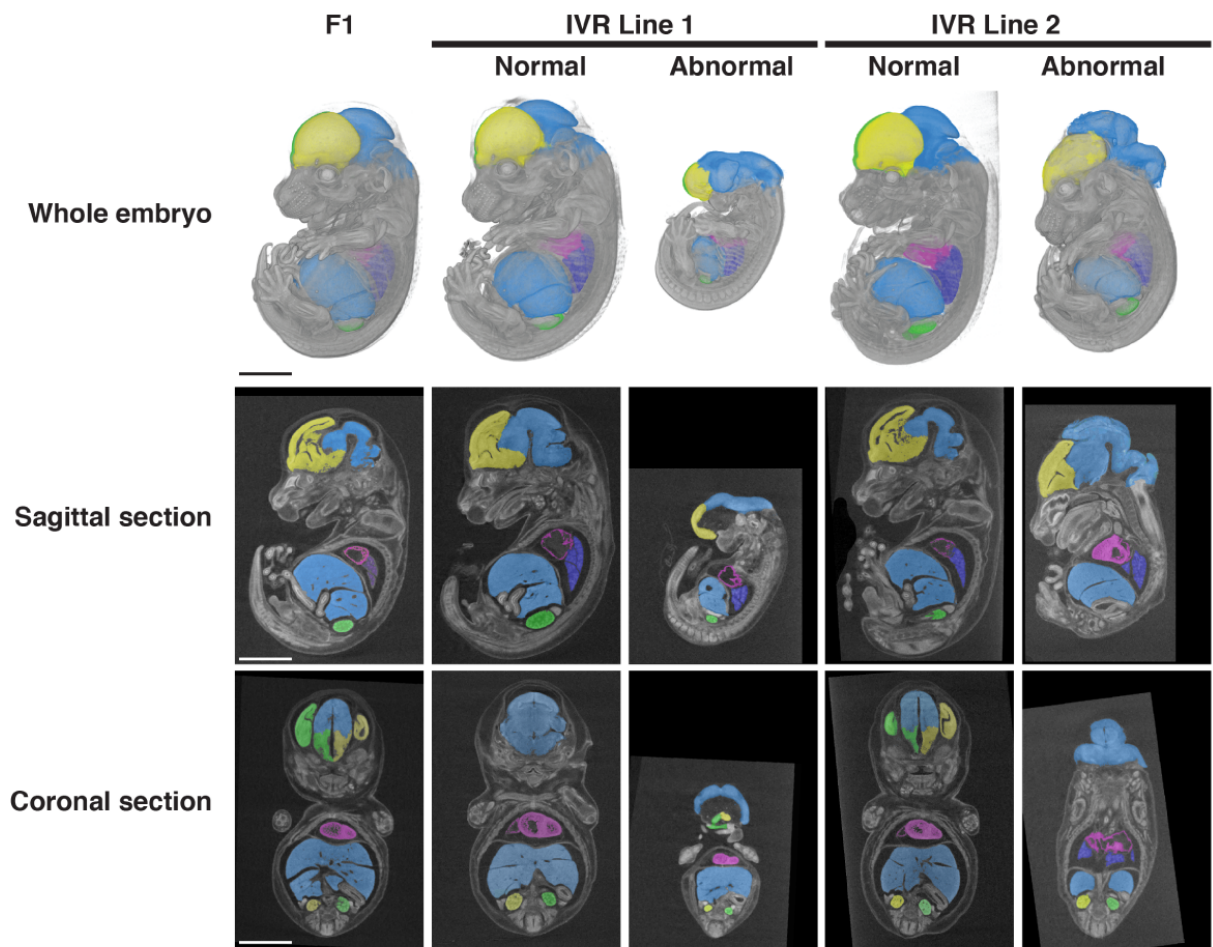 F1
IVR Line 1
IVR Line 2
Normal
Abnormal
Normal
Abnormal
Whole embryo
Sagittal section
Coronal section